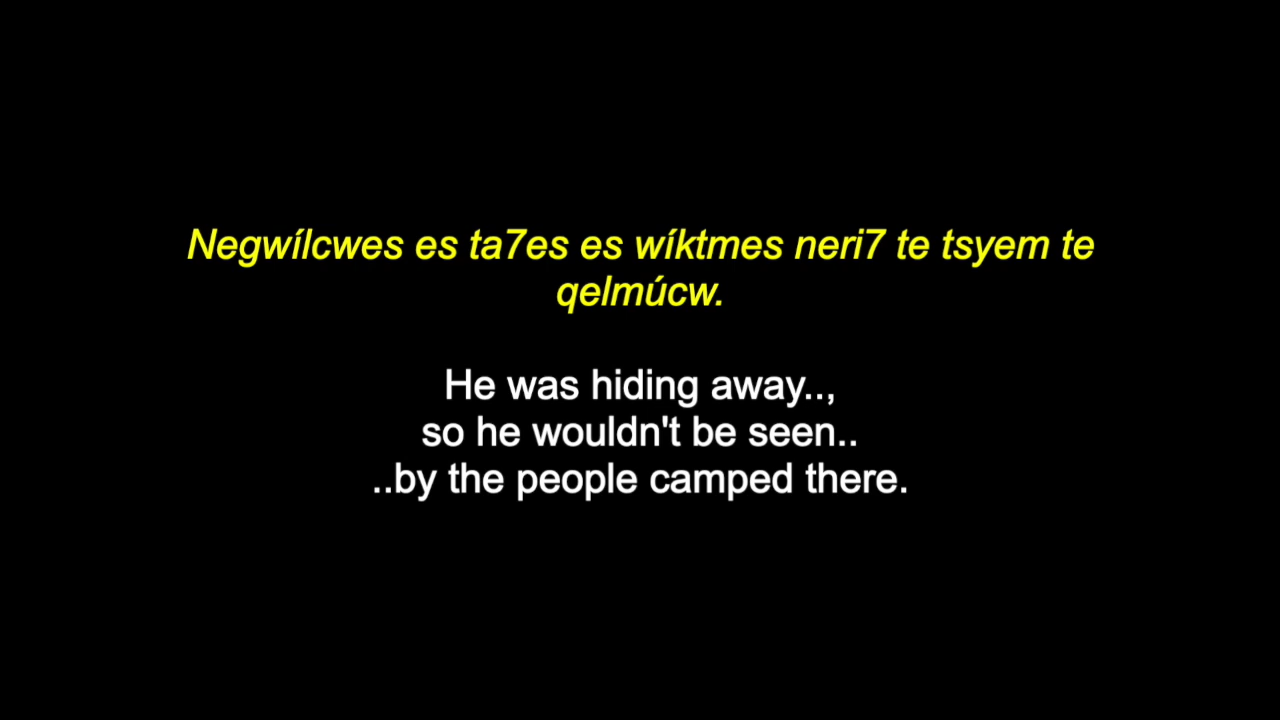 Negwílcwes es ta7es es wíktmes neri7 te tsyem te
qelmúcw.
He was hiding away..,
so he wouldn't be seen..
..by the people camped there.